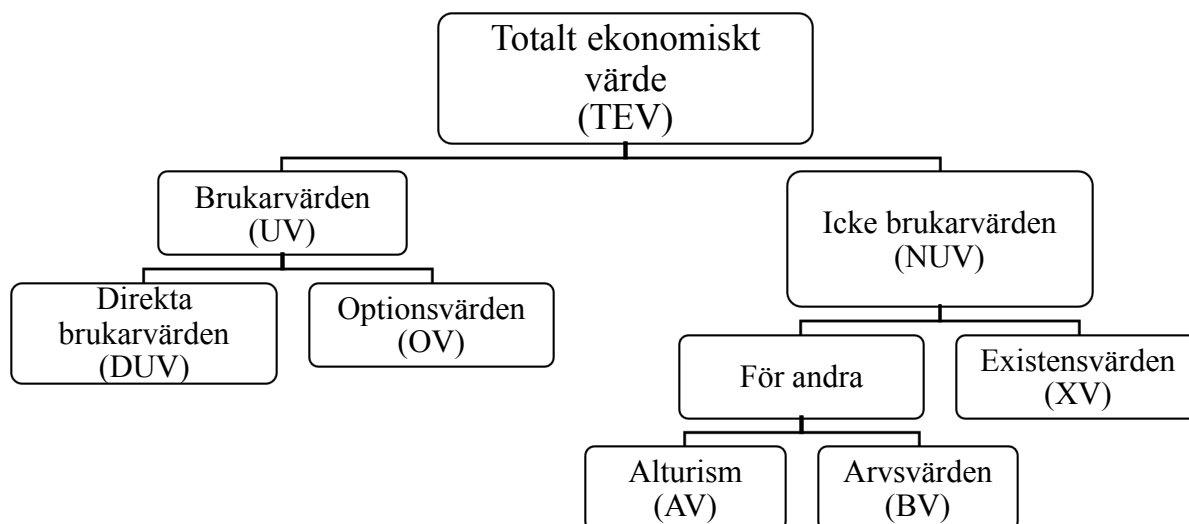 Totalt ekonomiskt
värde
(TEV)
Brukarvärden
(UV)
Icke brukarvärden
(NUV)
Direkta
brukarvärden
(DUV)
Optionsvärden
(OV)
För andra
Existensvärden
(XV)
Alturism
(AV)
Arvsvärden
(BV)